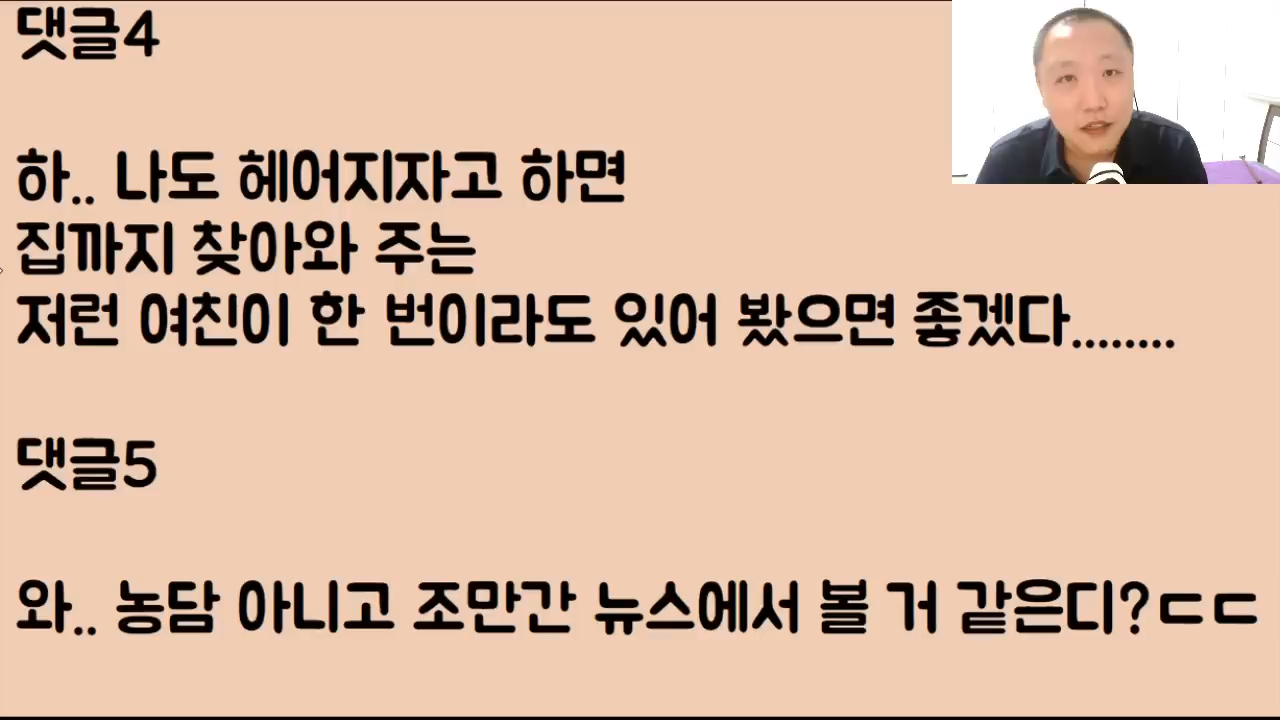 댓글4
하.. 나도 헤어지자고 하면
집까지 찾아와 주는
저런 여친이 한 번이라도 있어 봤으면 좋겠다........
댓글5
와.. 농담 아니고 조만간 뉴스에서 볼 거 같은디?ㄷㄷ